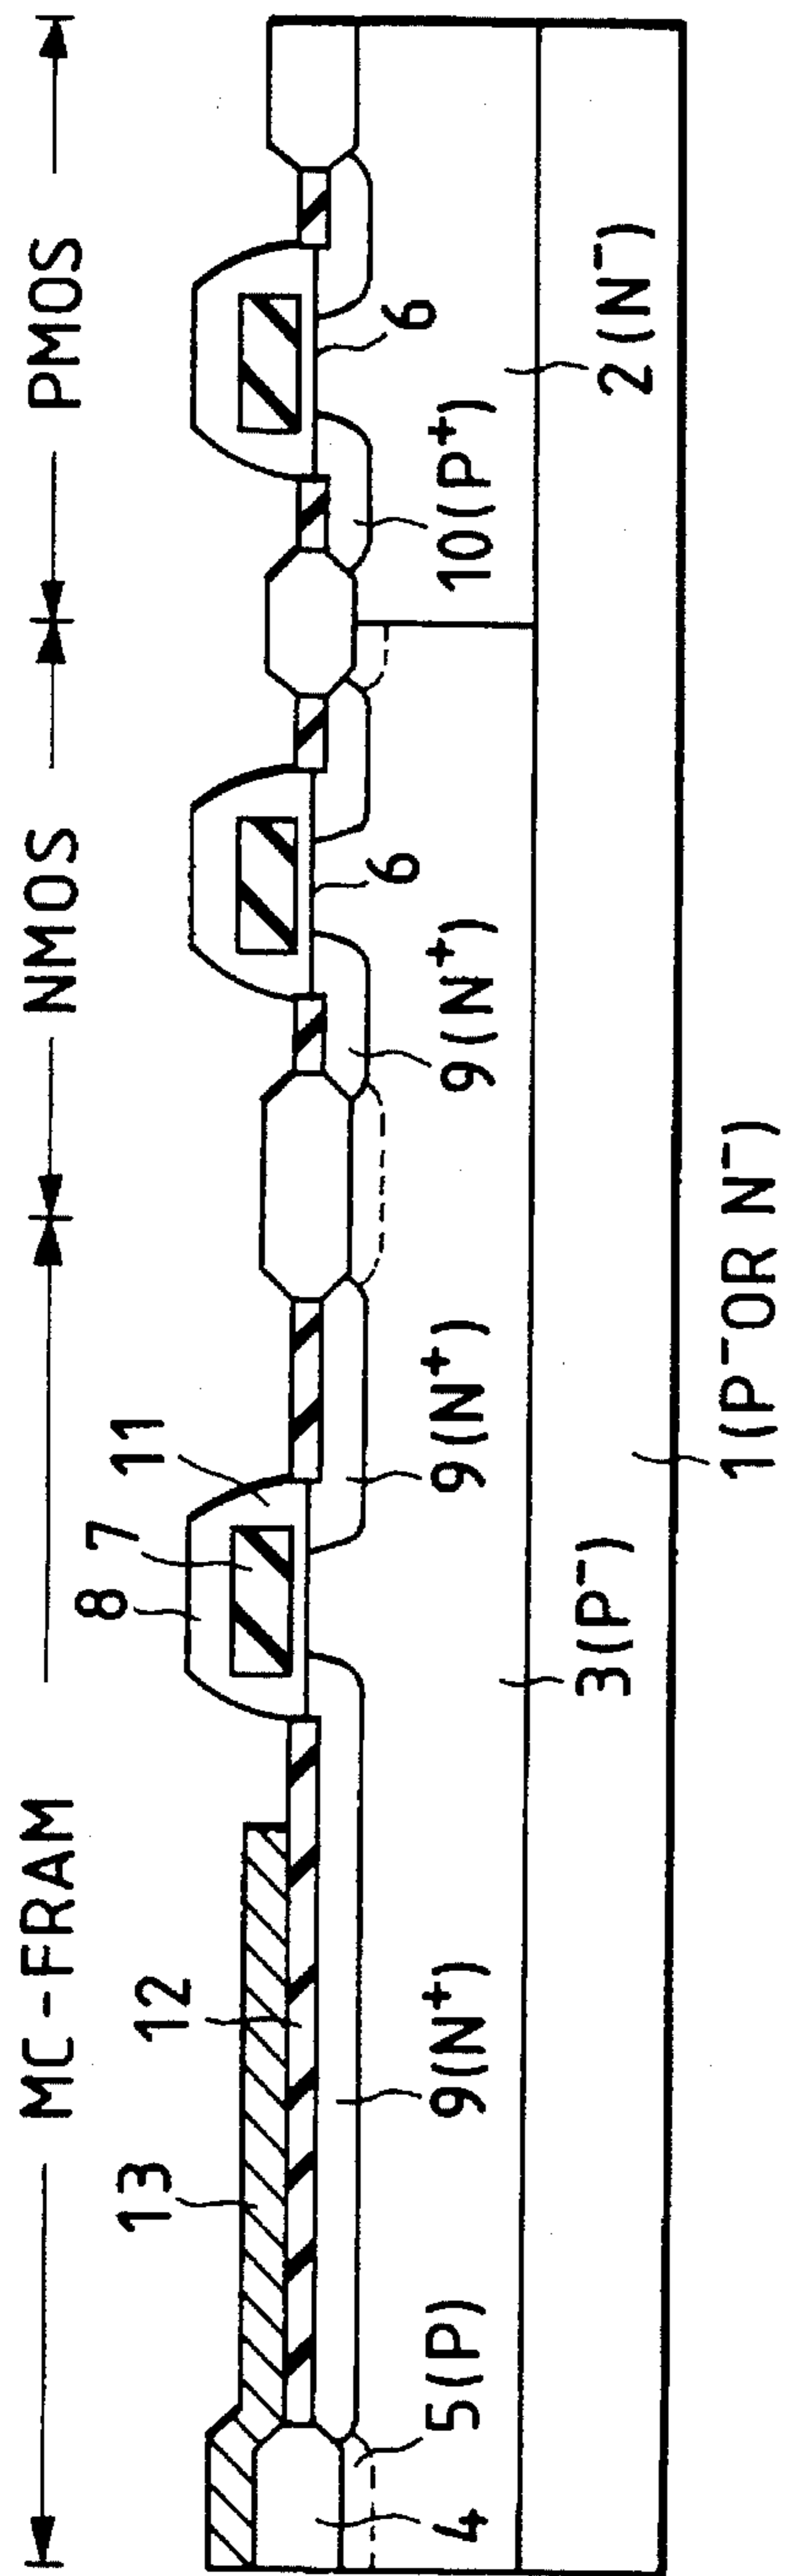 MC-FRAM
NMOS
PMOS
8
7
11
13
12
6
6
4
5(P)
9(N⁺)
9(N⁺)
9(N⁺)
10(P⁺)
3(P⁻)
2(N⁻)
1(P⁻OR N⁻)